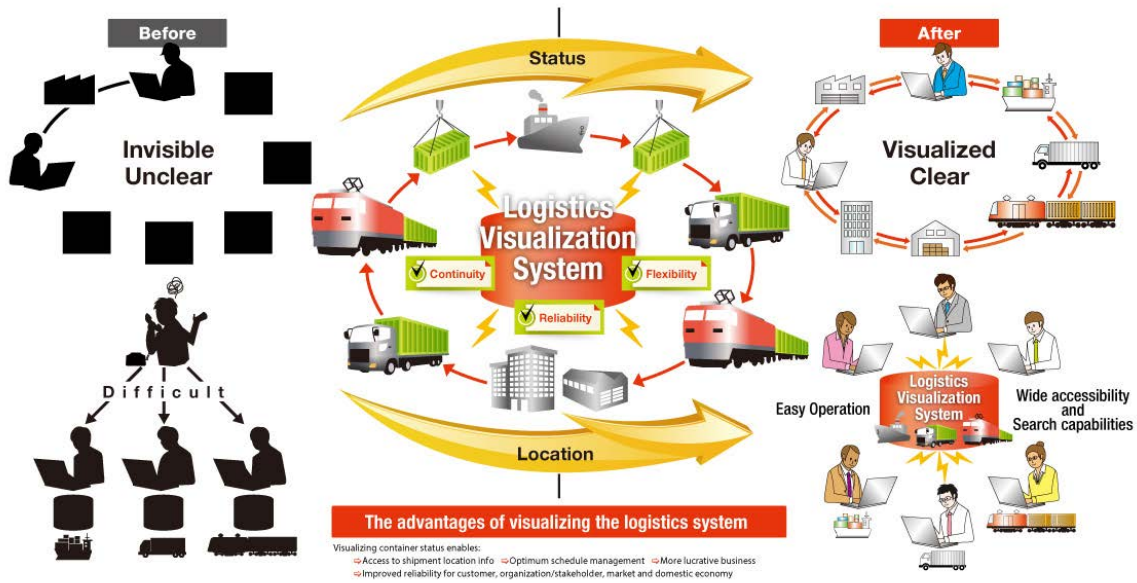 Before
Invisible
Unclear
Difficult
Status
Logistics
Visualization
System
Continuity
Flexibility
Reliability
Location
After
Visualized
Clear
Easy Operation
Logistics
Visualization
System
Wide accessibility
and
Search capabilities
The advantages of visualizing the logistics system
Visualizing container status enables:
⇨Access to shipment location info ⇨Optimum schedule management ⇨More lucrative business
⇨Improved reliability for customer, organization/stakeholder, market and domestic economy